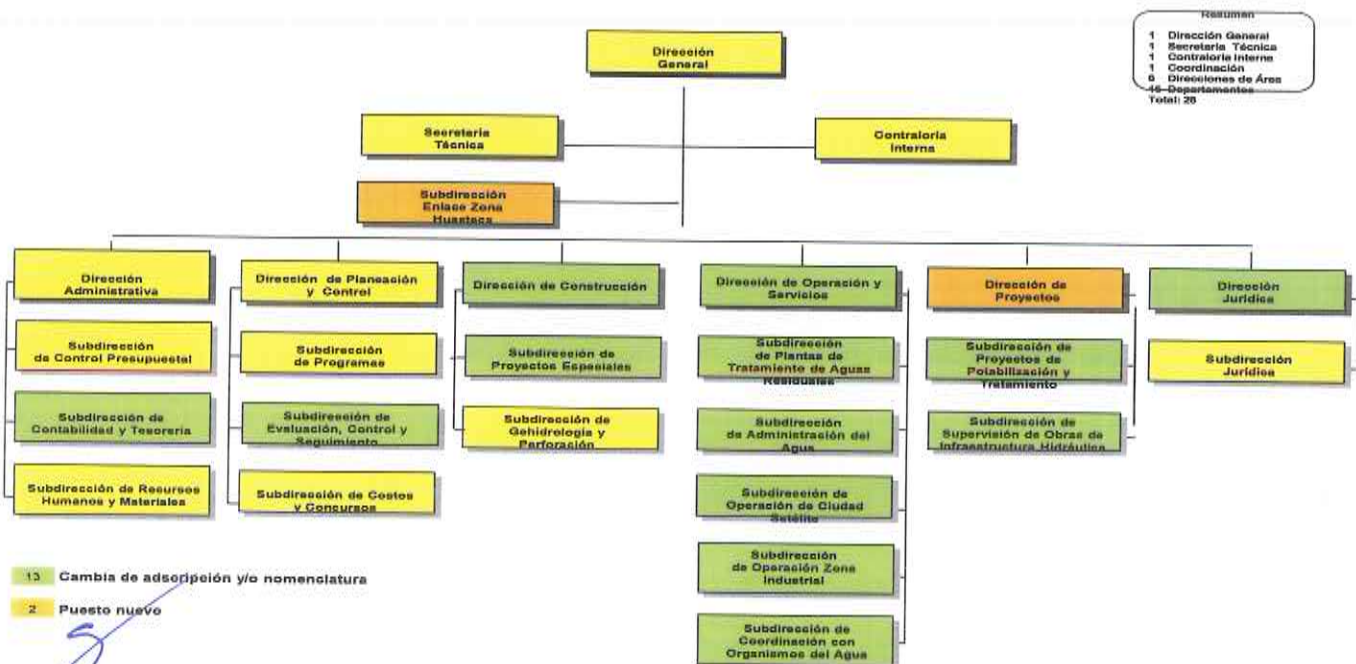 Resumen
1 Dirección General
1 Secretaría Técnica
1 Contraloría Interna
1 Coordinación
6 Direcciones de Área
16 Departamentos
Total: 26
Dirección
General
Secretaría
Técnica
Contraloría
Interna
Subdirección
Enlace Zona
Huasteca
Dirección
Administrativa
Subdirección
de Control Presupuestal
Subdirección de
Contabilidad y Tesorería
Subdirección de Recursos
Humanos y Materiales
Dirección de Planeación
y Control
Subdirección
de Programas
Subdirección de
Evaluación, Control y
Seguimiento
Subdirección de Costos
y Concursos
Dirección de Construcción
Subdirección de
Proyectos Especiales
Subdirección de
Gehidrología y
Perforación
Dirección de Operación y
Servicios
Subdirección
de Plantas de
Tratamiento de Aguas
Residuales
Subdirección
de Administración del
Agua
Subdirección de
Operación de Ciudad
Satélite
Subdirección
de Operación Zona
Industrial
Subdirección de
Coordinación con
Organismos del Agua
Dirección de
Proyectos
Subdirección de
Proyectos de
Potabilización y
Tratamiento
Subdirección de
Supervisión de Obras de
Infraestructura Hidráulica
Dirección
Jurídica
Subdirección
Jurídica
13 Cambia de adscripción y/o nomenclatura
2 Puesto nuevo